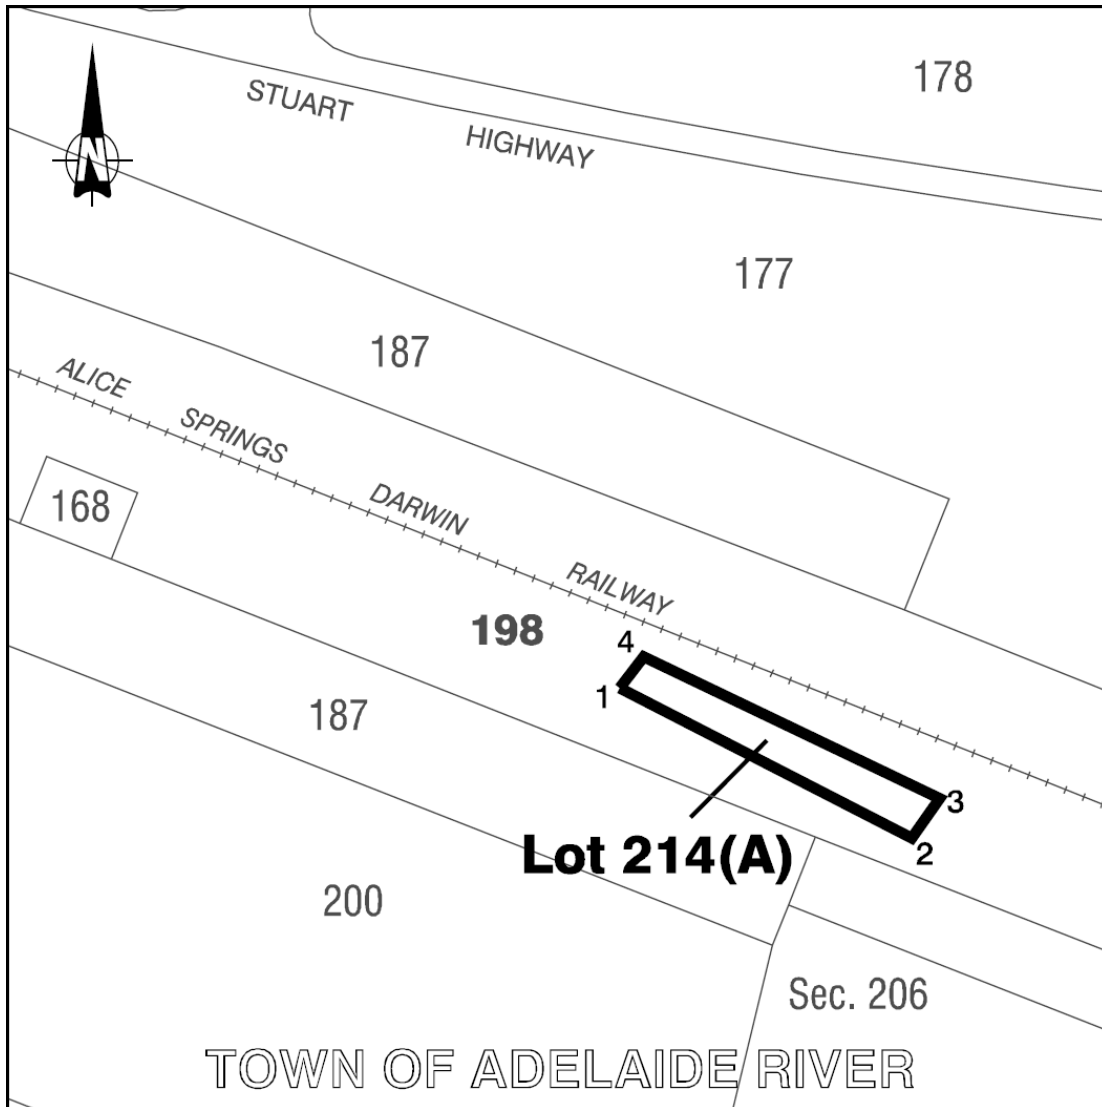 178
STUART HIGHWAY
N
177
187
ALICE SPRINGS DARWIN RAILWAY
168
198
4
1
187
3
2
Lot 214(A)
200
Sec. 206
TOWN OF ADELAIDE RIVER